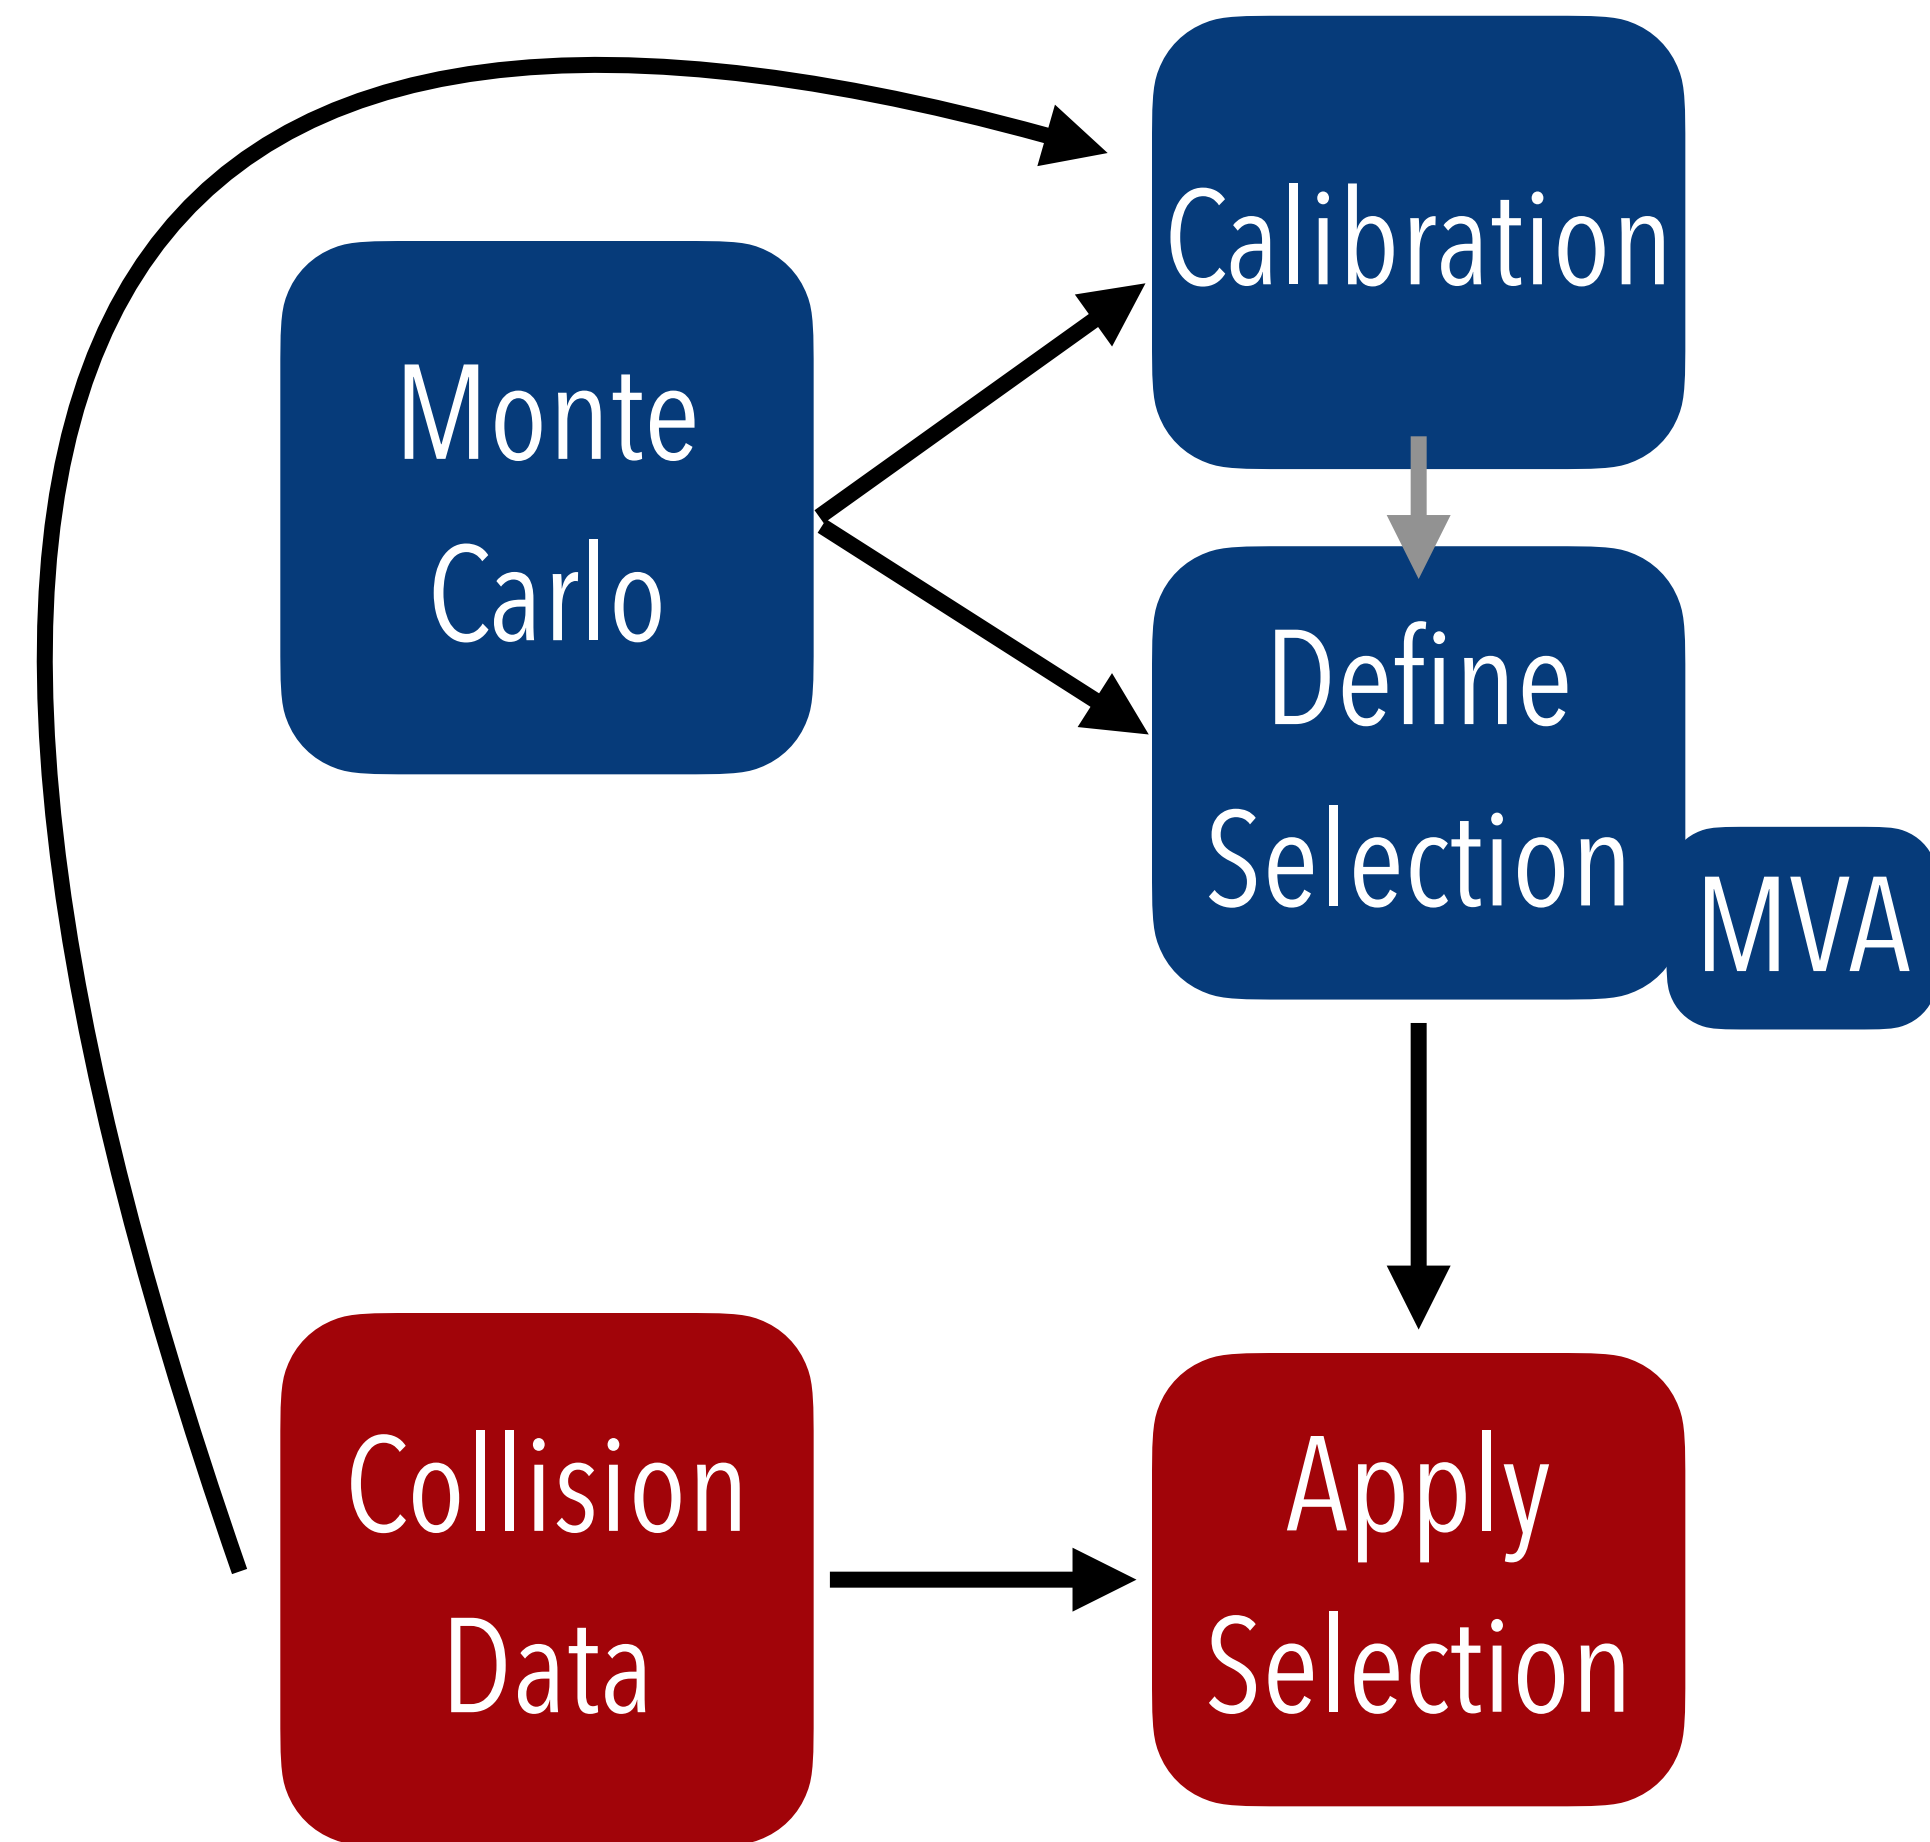 Calibration
Monte
Carlo
Define
Selection
MVA
Collision
Data
Apply
Selection